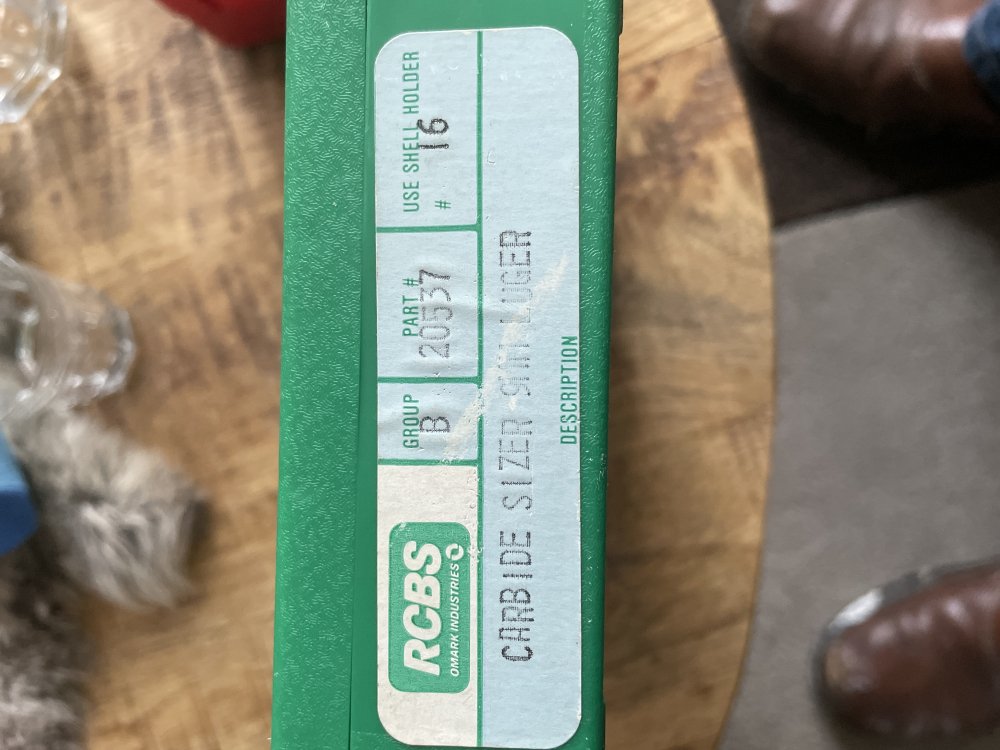 RCBS
OMARK INDUSTRIES
GROUP
B
PART #
20537
USE SHELL HOLDER
# 16
CARBIDE SIZER 9MM LUGER
DESCRIPTION